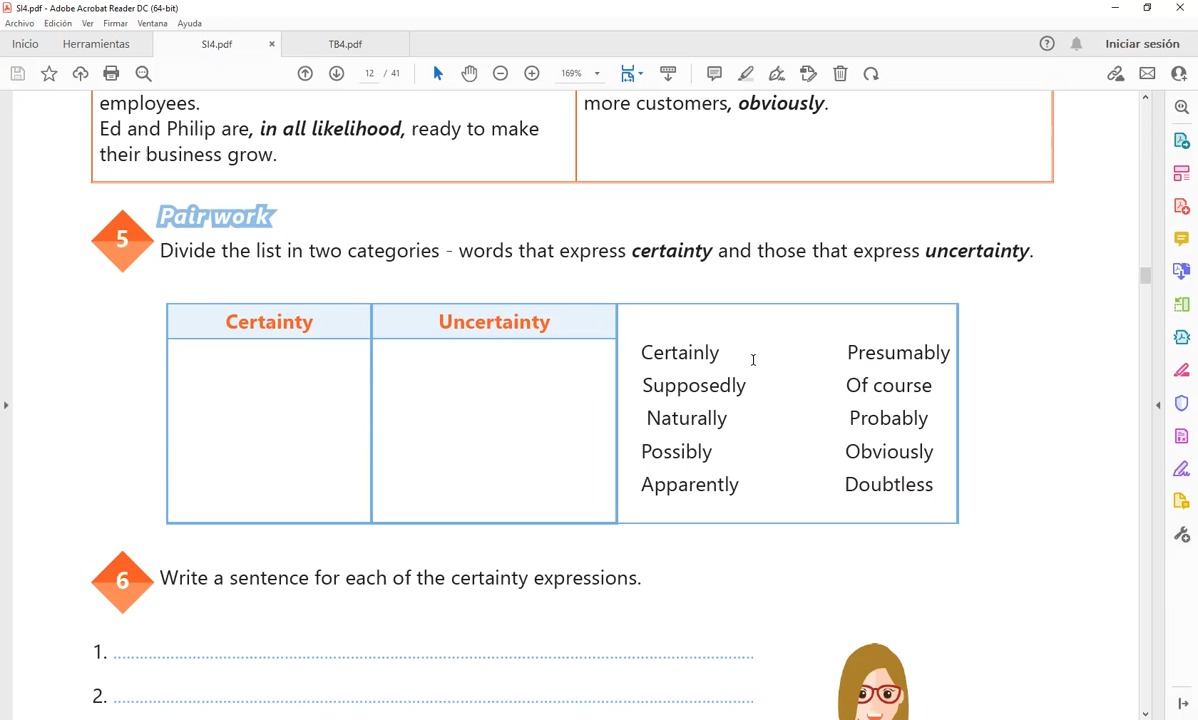 SI4.pdf - Adobe Acrobat Reader DC (64-bit)
Archivo Edición Ver Firmar Ventana Ayuda
Inicio Herramientas SI4.pdf × TB4.pdf Iniciar sesión
12 / 41 169%
employees.
Ed and Philip are, in all likelihood, ready to make
their business grow.
more customers, obviously.
5 Pair work
Divide the list in two categories - words that express certainty and those that express uncertainty.
Certainty Uncertainty
Certainly Presumably
Supposedly Of course
Naturally Probably
Possibly Obviously
Apparently Doubtless
6 Write a sentence for each of the certainty expressions.
1.
2.